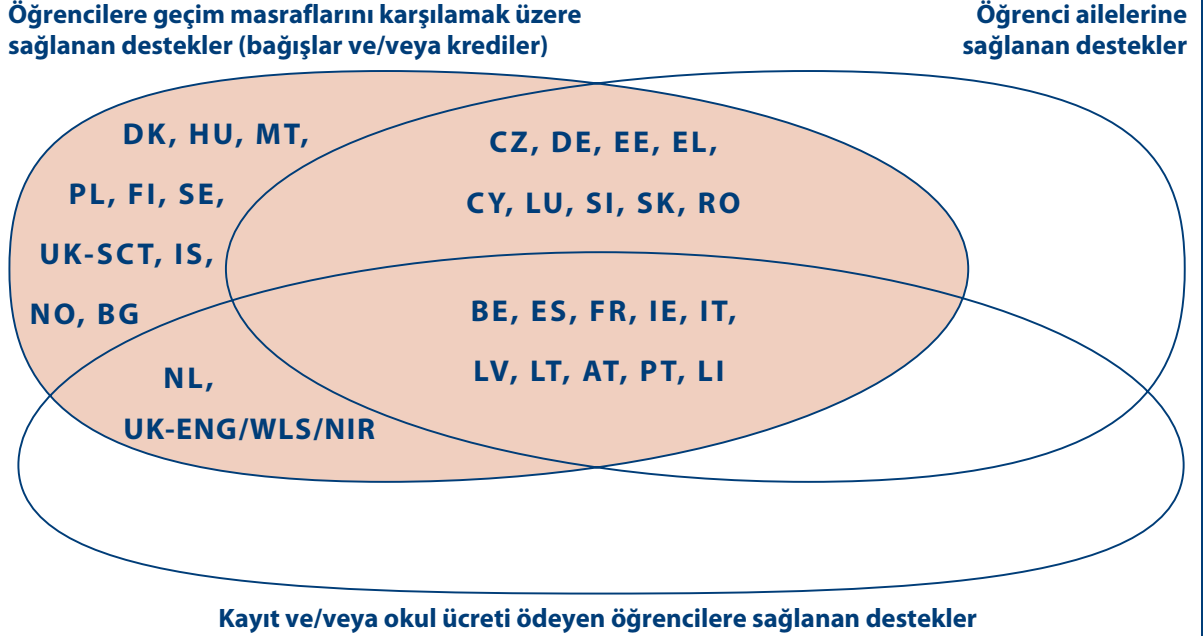 Öğrencilere geçim masraflarını karşılamak üzere
sağlanan destekler (bağışlar ve/veya krediler)
Öğrenci ailelerine
sağlanan destekler
DK, HU, MT,
PL, FI, SE,
UK-SCT, IS,
NO, BG
CZ, DE, EE, EL,
CY, LU, SI, SK, RO
BE, ES, FR, IE, IT,
LV, LT, AT, PT, LI
NL,
UK-ENG/WLS/NIR
Kayıt ve/veya okul ücreti ödeyen öğrencilere sağlanan destekler